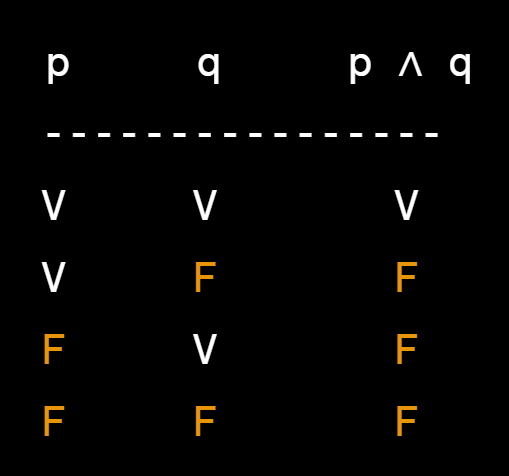 p q p ∧ q
----------------
V V V
V F F
F V F
F F F